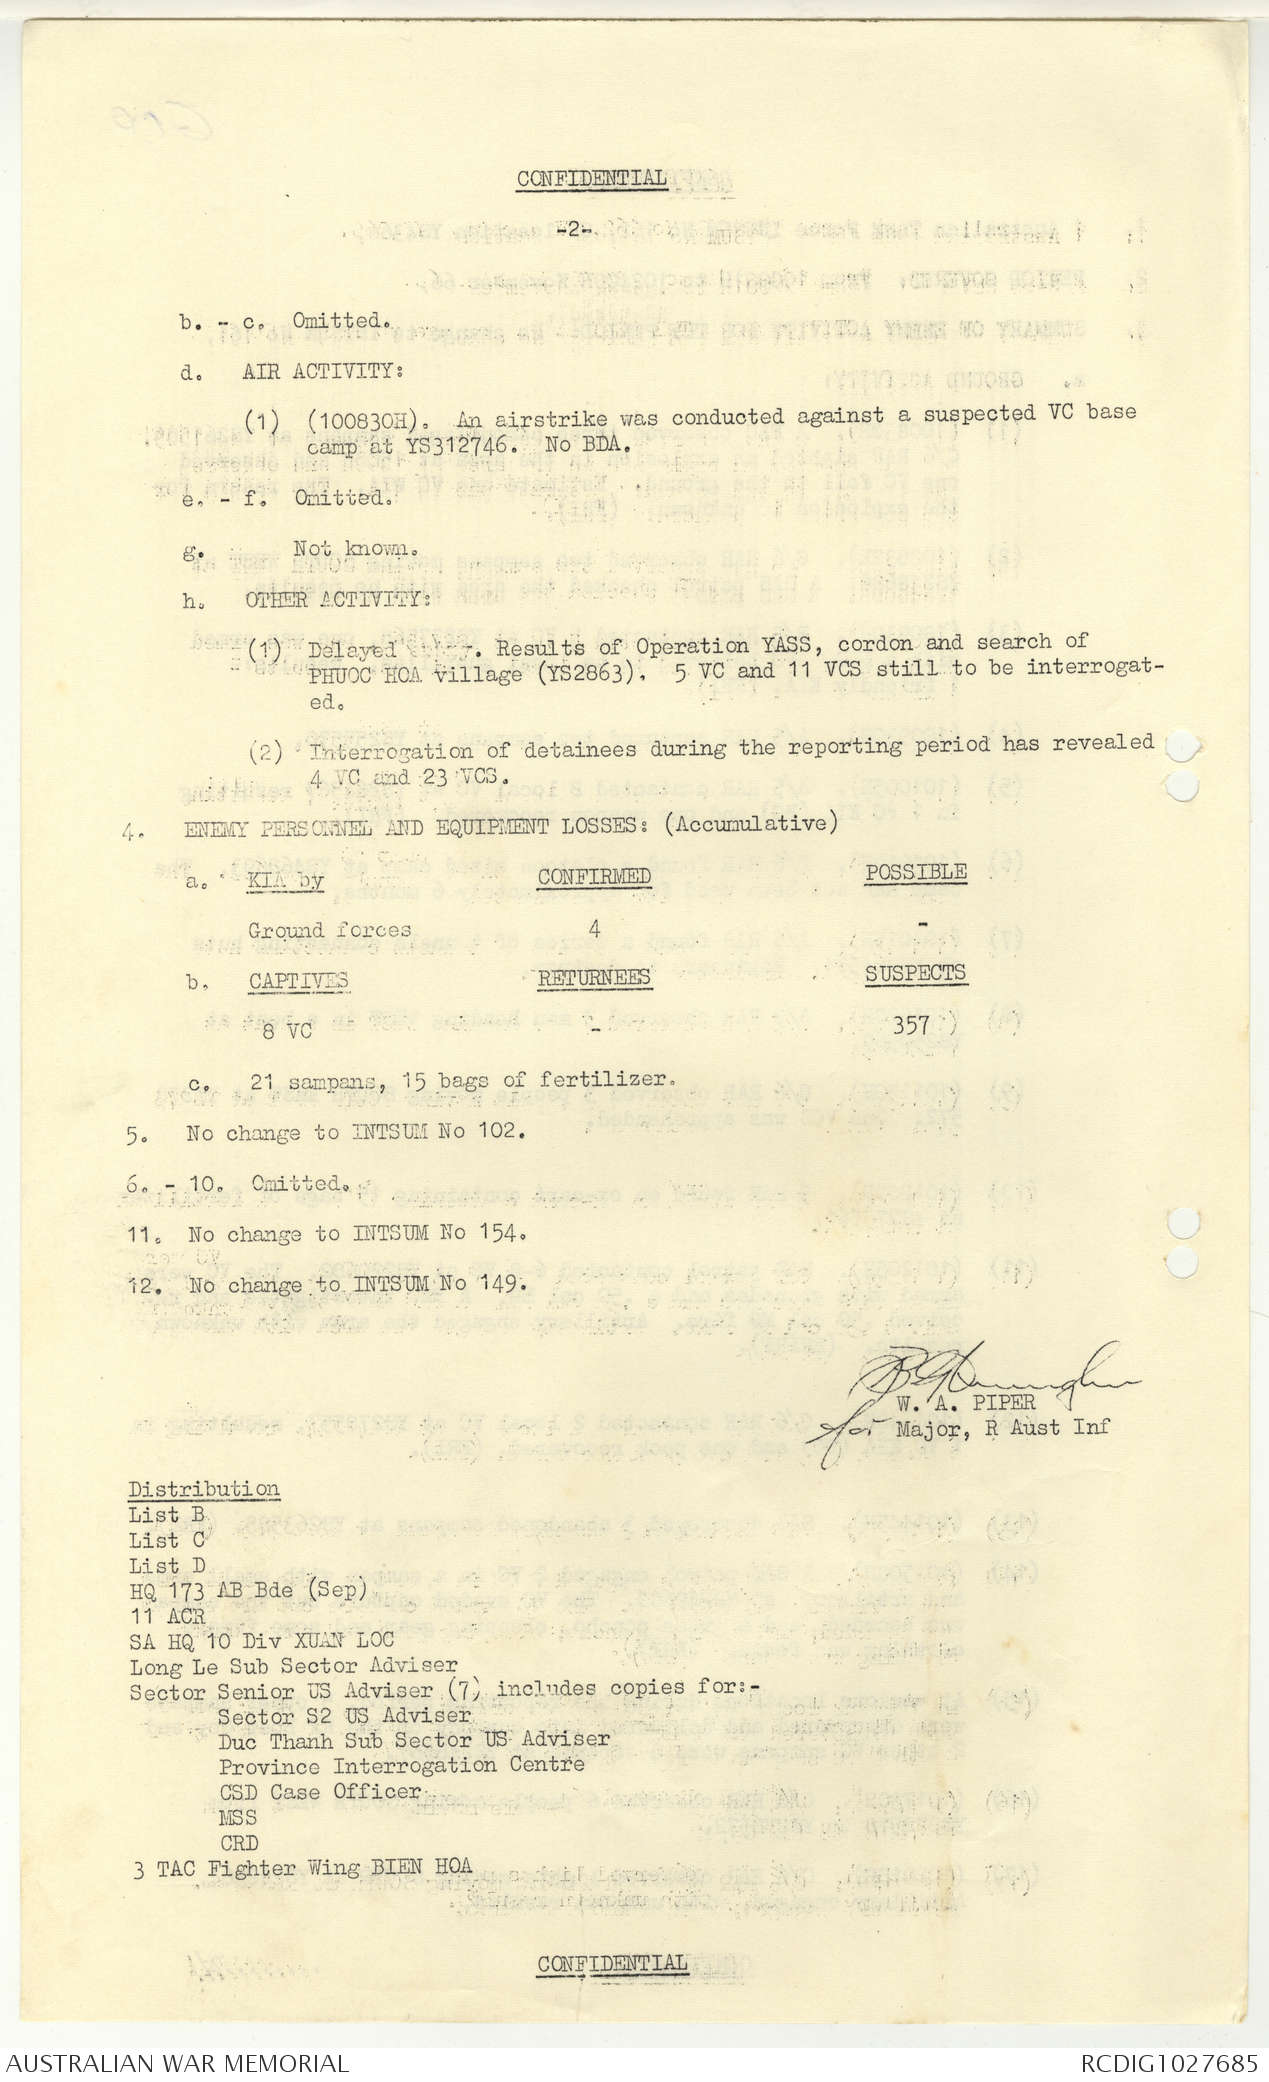 CONFIDENTIAL
-2-
b. - c. Omitted.
d. AIR ACTIVITY:
(1) (100830H). An airstrike was conducted against a suspected VC base
camp at YS312746. No BDA.
e. - f. Omitted.
g. Not known.
h. OTHER ACTIVITY:
(1) Delayed. Results of Operation YASS, cordon and search of
PHUOC HOA village (YS2863). 5 VC and 11 VCS still to be interrogat-
ed.
(2) Interrogation of detainees during the reporting period has revealed
4 VC and 23 VCS.
4. ENEMY PERSONNEL AND EQUIPMENT LOSSES: (Accumulative)
a. KIA by CONFIRMED POSSIBLE
Ground forces 4 -
b. CAPTIVES RETURNEES SUSPECTS
8 VC - 357
c. 21 sampans, 15 bags of fertilizer.
5. No change to INTSUM No 102.
6. - 10. Omitted.
11. No change to INTSUM No 154.
12. No change to INTSUM No 149.
W. A. PIPER
for Major, R Aust Inf
Distribution
List B
List C
List D
HQ 173 AB Bde (Sep)
11 ACR
SA HQ 10 Div XUAN LOC
Long Le Sub Sector Adviser
Sector Senior US Adviser (7) includes copies for:-
Sector S2 US Adviser
Duc Thanh Sub Sector US Adviser
Province Interrogation Centre
CSD Case Officer
MSS
CRD
3 TAC Fighter Wing BIEN HOA
CONFIDENTIAL
AUSTRALIAN WAR MEMORIAL
RCDIG1027685